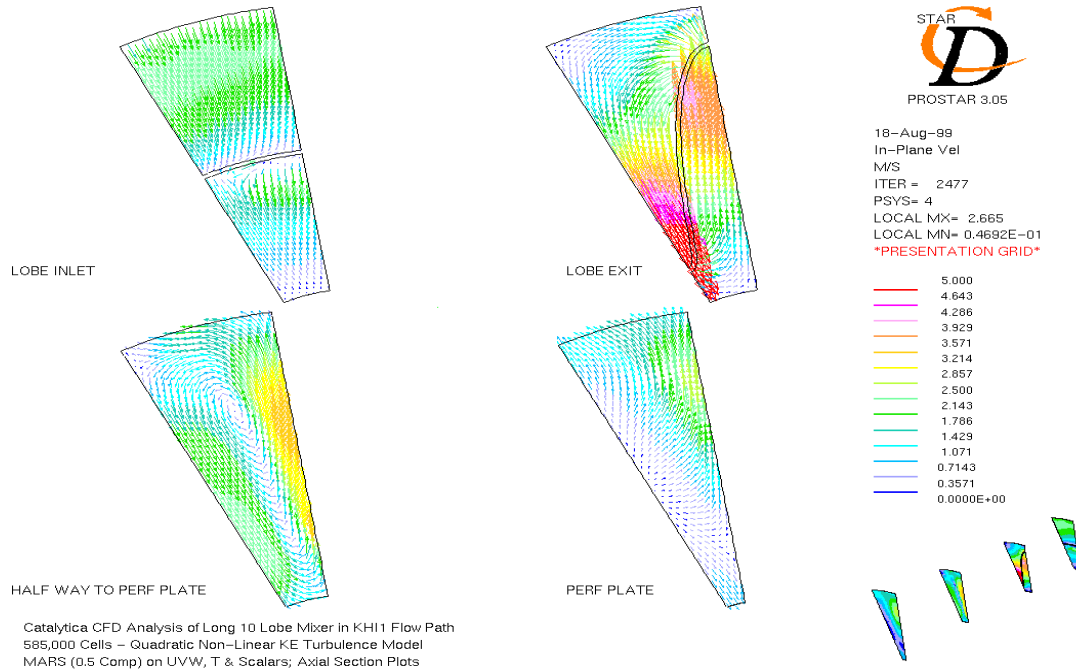 STAR
CD
PROSTAR 3.05
18-Aug-99
In-Plane Vel
M/S
ITER = 2477
PSYS= 4
LOCAL MX= 2.665
LOCAL MN= 0.4692E-01
*PRESENTATION GRID*
5.000
4.643
4.286
3.929
3.571
3.214
2.857
2.500
2.143
1.786
1.429
1.071
0.7143
0.3571
0.0000E+00
LOBE INLET
LOBE EXIT
HALF WAY TO PERF PLATE
PERF PLATE
Catalytica CFD Analysis of Long 10 Lobe Mixer in KHI1 Flow Path
585,000 Cells - Quadratic Non-Linear KE Turbulence Model
MARS (0.5 Comp) on UVW, T & Scalars; Axial Section Plots